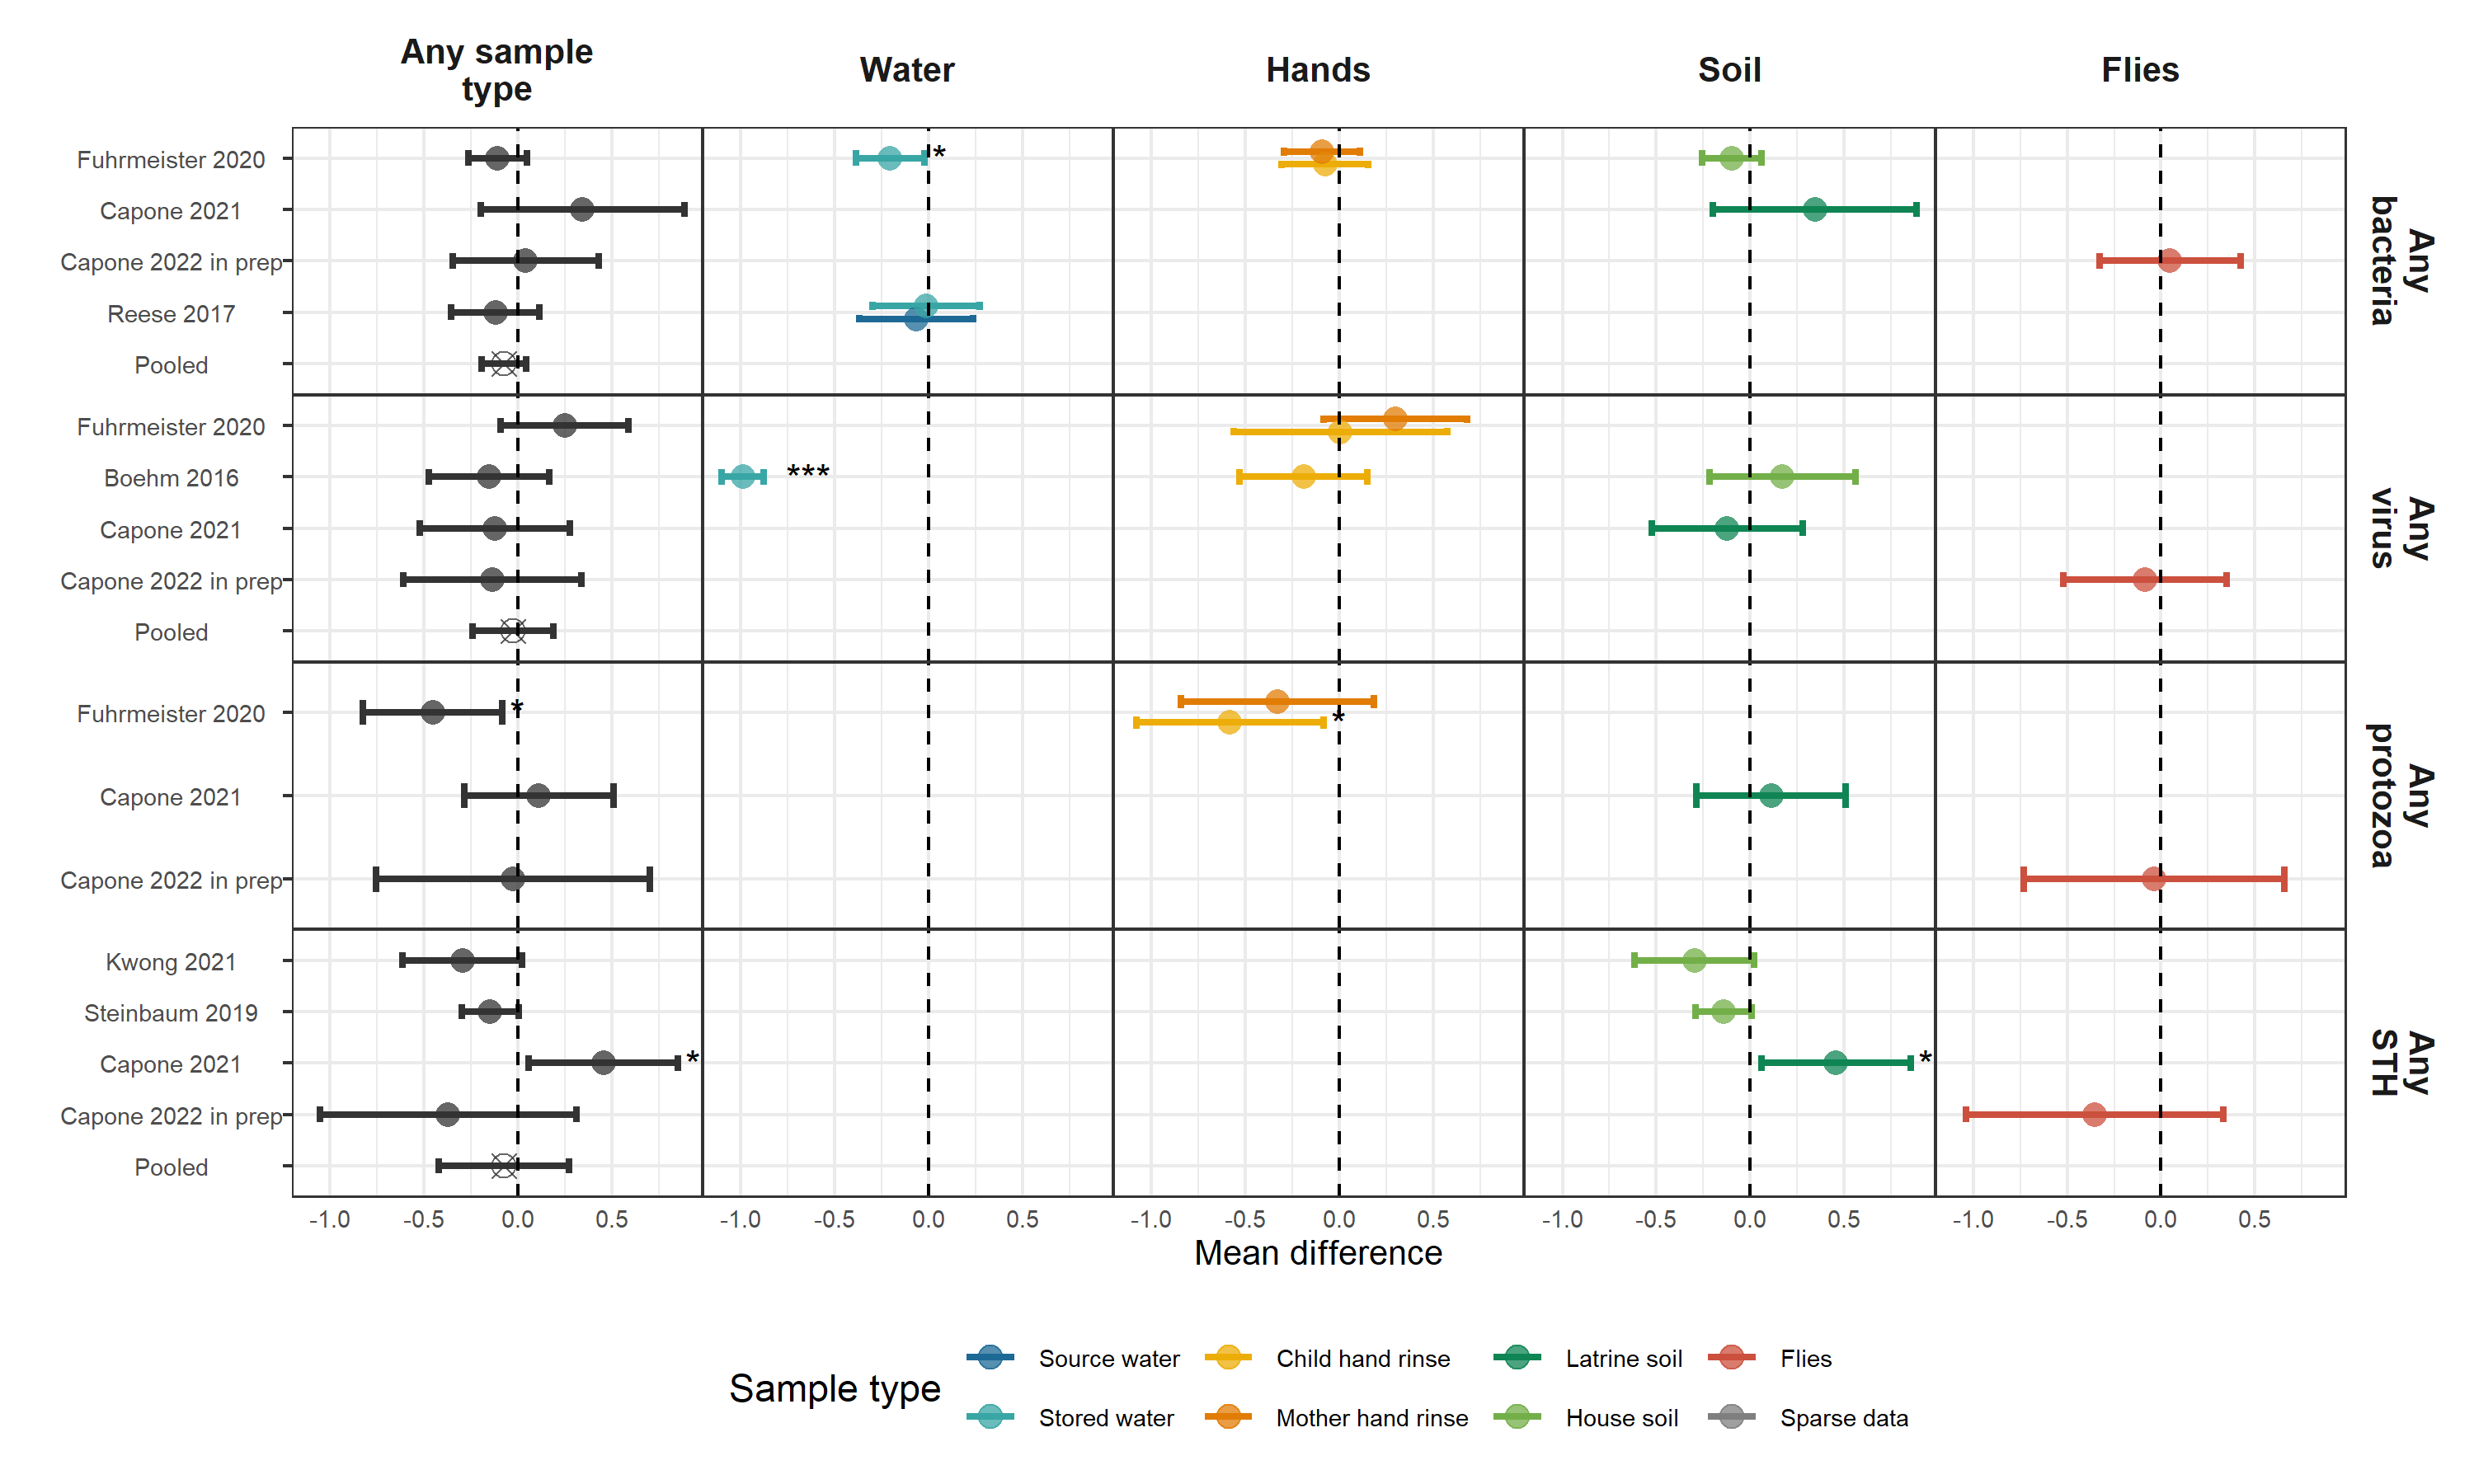 Any sample
type
Water
Hands
Soil
Flies
Fuhrmeister 2020
*
Capone 2021
Capone 2022 in prep
Reese 2017
Pooled
Any
bacteria
Fuhrmeister 2020
Boehm 2016
***
Capone 2021
Capone 2022 in prep
Pooled
Any
virus
Fuhrmeister 2020
*
*
Capone 2021
Capone 2022 in prep
Any
protozoa
Kwong 2021
Steinbaum 2019
Capone 2021
*
*
Capone 2022 in prep
Pooled
Any
STH
-1.0 -0.5 0.0 0.5 -1.0 -0.5 0.0 0.5 -1.0 -0.5 0.0 0.5 -1.0 -0.5 0.0 0.5 -1.0 -0.5 0.0 0.5
Mean difference
Sample type
Source water Child hand rinse Latrine soil Flies
Stored water Mother hand rinse House soil Sparse data